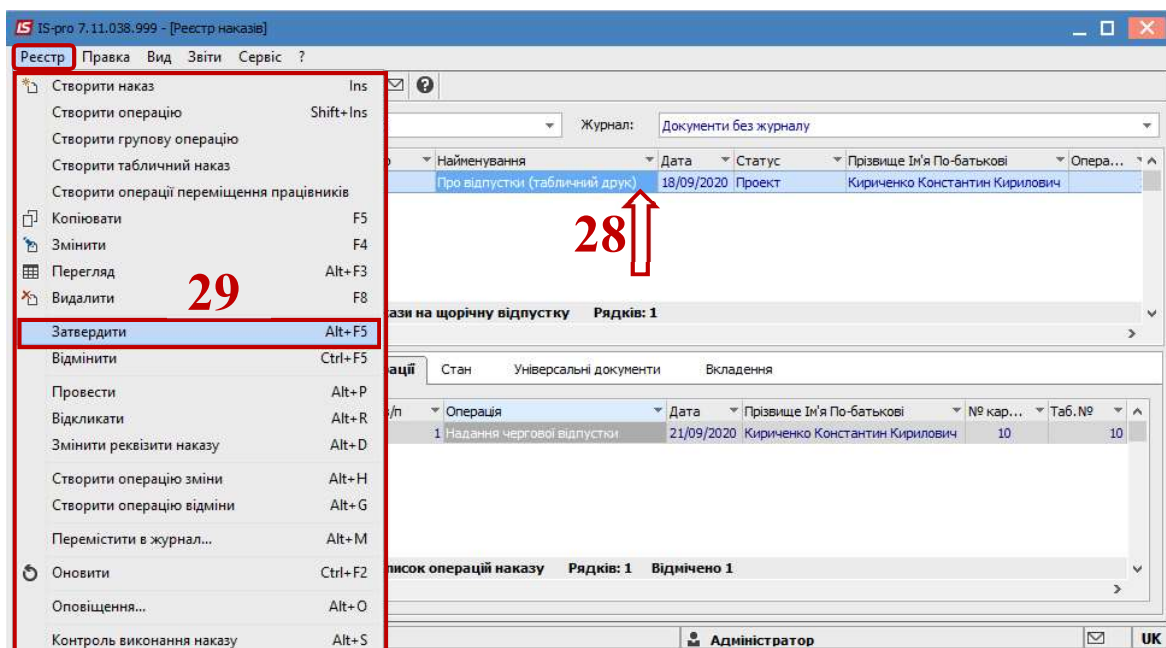 IS-pro 7.11.038.999 - [Реєстр наказів]
Реєстр Правка Вид Звіти Сервіс ?
Створити наказ Ins
Створити операцію Shift+Ins
Створити групову операцію
Журнал: Документи без журналу
Створити табличний наказ
Найменування Дата Статус Прізвище Ім'я По-батькові Опера...
Створити операції переміщення працівників
Про відпустки (табличний друк) 18/09/2020 Проект Кириченко Константин Кирилович
Копіювати F5
Змінити F4
28
Перегляд Alt+F3
29
Видалити F8
ази на щорічну відпустку Рядків: 1
Затвердити Alt+F5
Відмінити Ctrl+F5
ації Стан Універсальні документи Вкладення
Провести Alt+P
з/п Операція Дата Прізвище Ім'я По-батькові № кар... Таб.№
Відкликати Alt+R
1 Надання чергової відпустки 21/09/2020 Кириченко Константин Кирилович 10 10
Змінити реквізити наказу Alt+D
Створити операцію зміни Alt+H
Створити операцію відміни Alt+G
Перемістити в журнал... Alt+M
Оновити Ctrl+F2
писок операцій наказу Рядків: 1 Відмічено 1
Оповіщення... Alt+O
Контроль виконання наказу Alt+S
Адміністратор UK